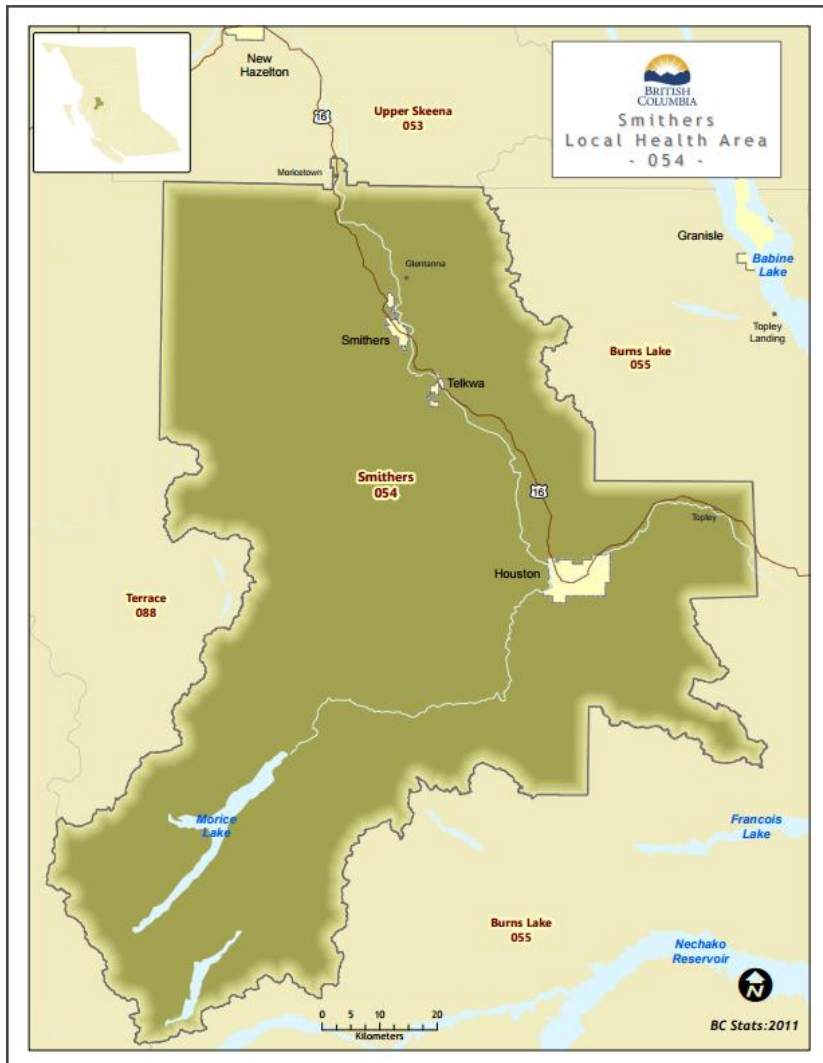 New
Hazelton
16
Upper Skeena
053
BRITISH
COLUMBIA
Smithers
Local Health Area
- 054 -
Moricetown
Granisle
Babine
Lake
Glentanna
Topley
Landing
Smithers
Burns Lake
055
Telkwa
Smithers
054
16
Topley
Houston
Terrace
088
Morice
Lake
Francois
Lake
Burns Lake
055
Nechako
Reservoir
N
0 5 10 20
Kilometers
BC Stats:2011